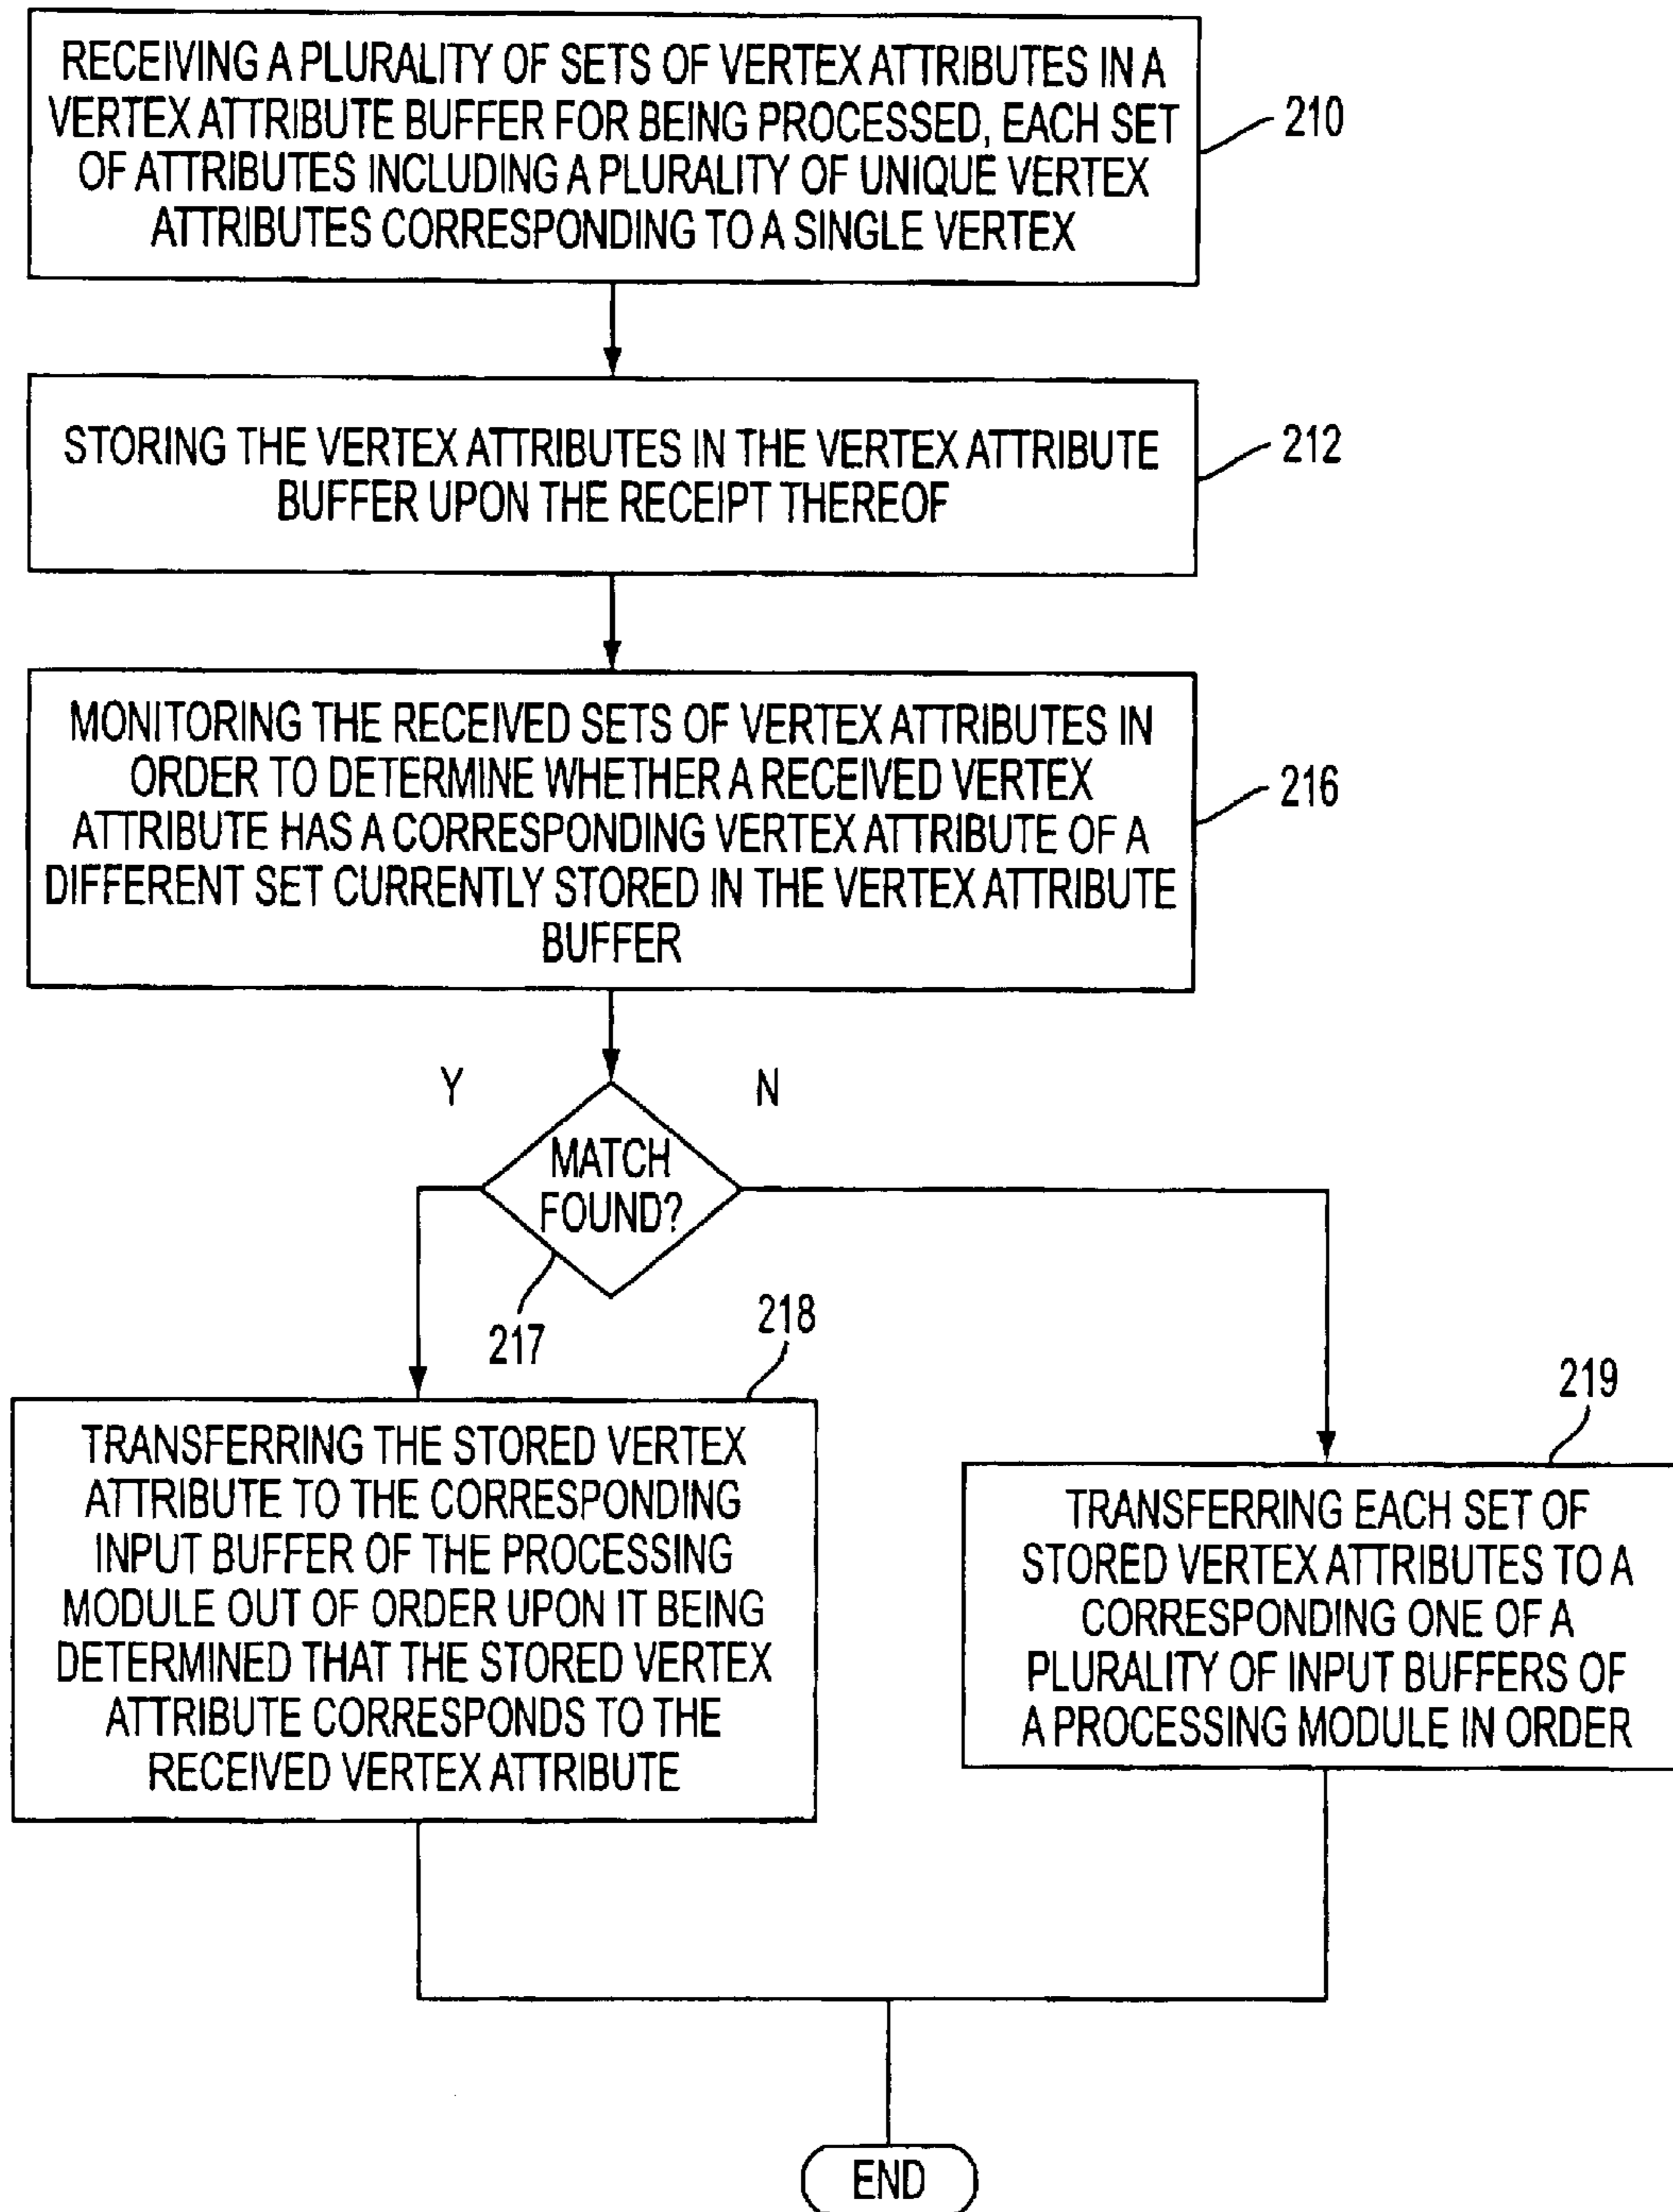 RECEIVING A PLURALITY OF SETS OF VERTEX ATTRIBUTES IN A
VERTEX ATTRIBUTE BUFFER FOR BEING PROCESSED, EACH SET
OF ATTRIBUTES INCLUDING A PLURALITY OF UNIQUE VERTEX
ATTRIBUTES CORRESPONDING TO A SINGLE VERTEX
210
STORING THE VERTEX ATTRIBUTES IN THE VERTEX ATTRIBUTE
BUFFER UPON THE RECEIPT THEREOF
212
MONITORING THE RECEIVED SETS OF VERTEX ATTRIBUTES IN
ORDER TO DETERMINE WHETHER A RECEIVED VERTEX
ATTRIBUTE HAS A CORRESPONDING VERTEX ATTRIBUTE OF A
DIFFERENT SET CURRENTLY STORED IN THE VERTEX ATTRIBUTE
BUFFER
216
Y
N
MATCH
FOUND?
217
218
TRANSFERRING THE STORED VERTEX
ATTRIBUTE TO THE CORRESPONDING
INPUT BUFFER OF THE PROCESSING
MODULE OUT OF ORDER UPON IT BEING
DETERMINED THAT THE STORED VERTEX
ATTRIBUTE CORRESPONDS TO THE
RECEIVED VERTEX ATTRIBUTE
219
TRANSFERRING EACH SET OF
STORED VERTEX ATTRIBUTES TO A
CORRESPONDING ONE OF A
PLURALITY OF INPUT BUFFERS OF
A PROCESSING MODULE IN ORDER
END